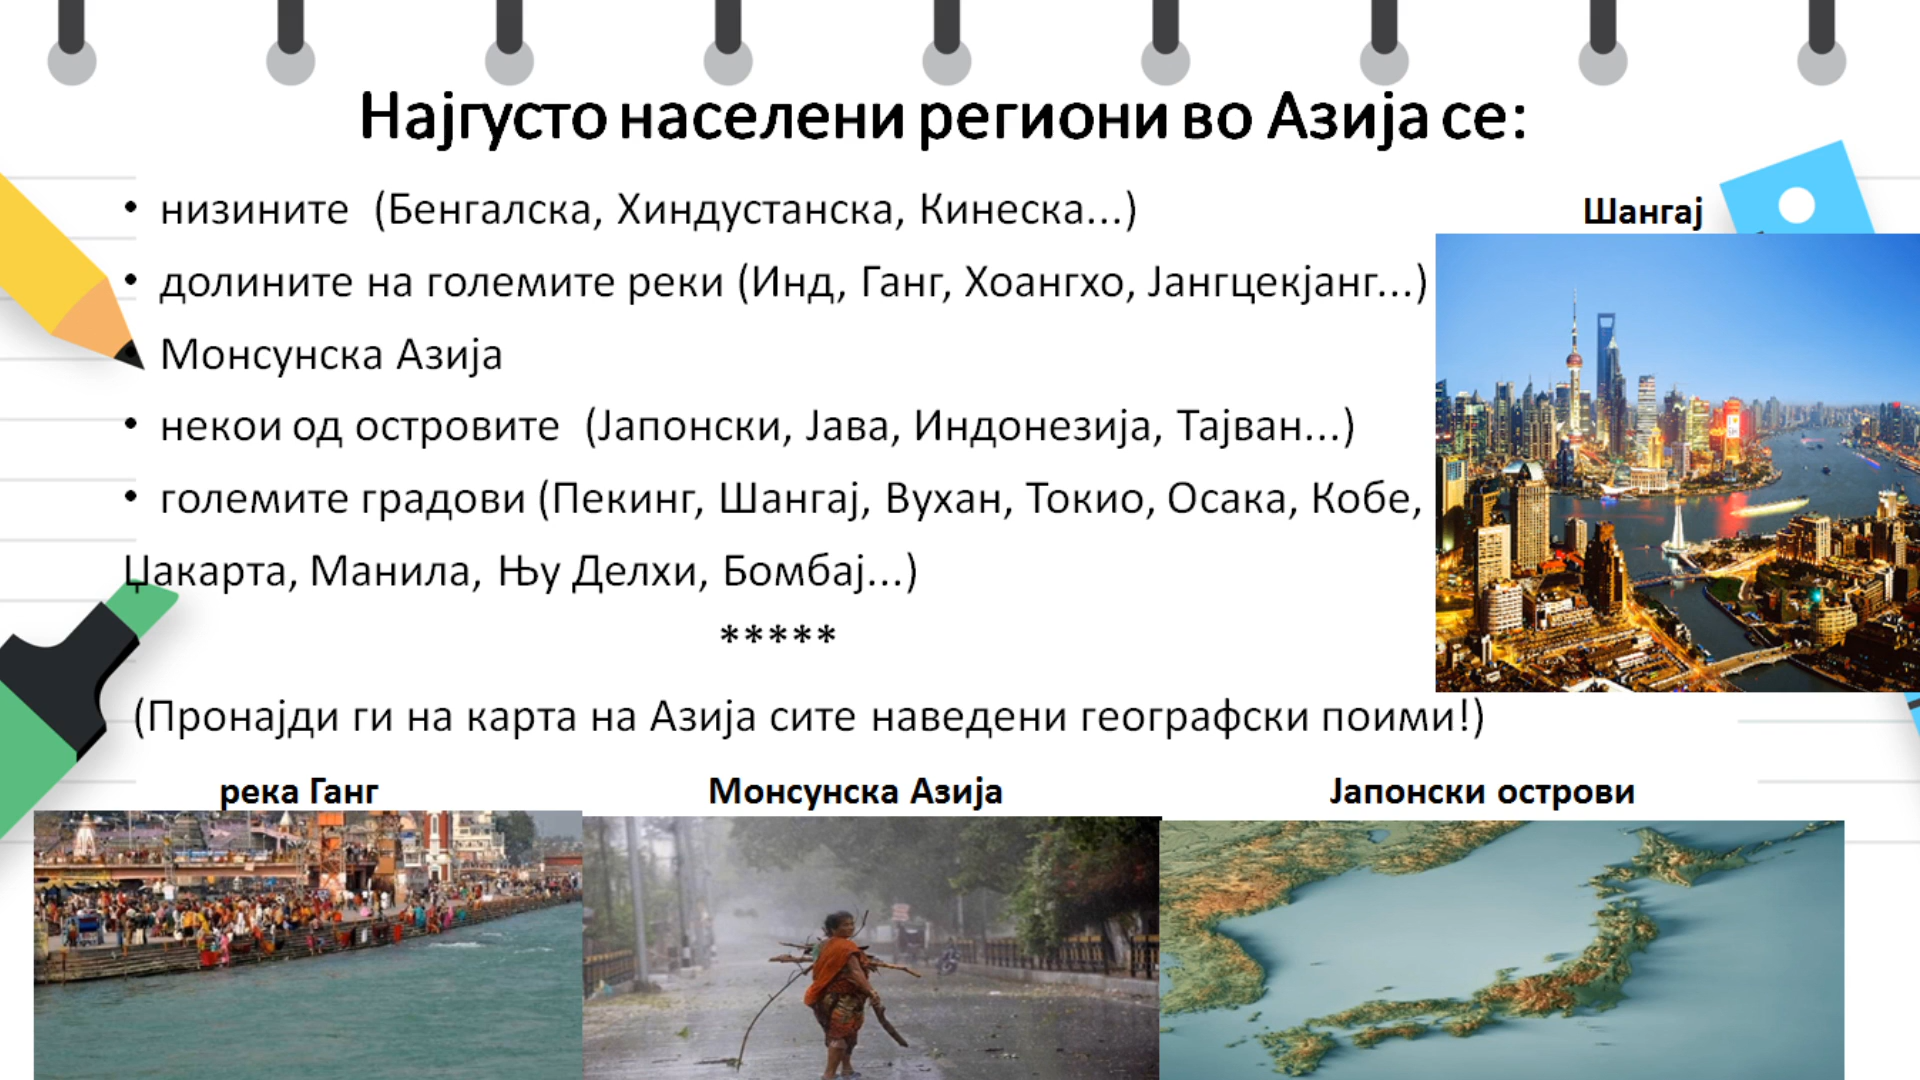 Најгусто населени региони во Азија се:
• низините (Бенгалска, Хиндустанска, Кинеска...)
Шангај
• долините на големите реки (Инд, Ганг, Хоангхо, Јангцекјанг...)
• Монсунска Азија
• некои од островите (Јапонски, Јава, Индонезија, Тајван...)
• големите градови (Пекинг, Шангај, Вухан, Токио, Осака, Кобе,
Џакарта, Манила, Њу Делхи, Бомбај...)
*****
(Пронајди ги на карта на Азија сите наведени географски поими!)
река Ганг
Монсунска Азија
Јапонски острови